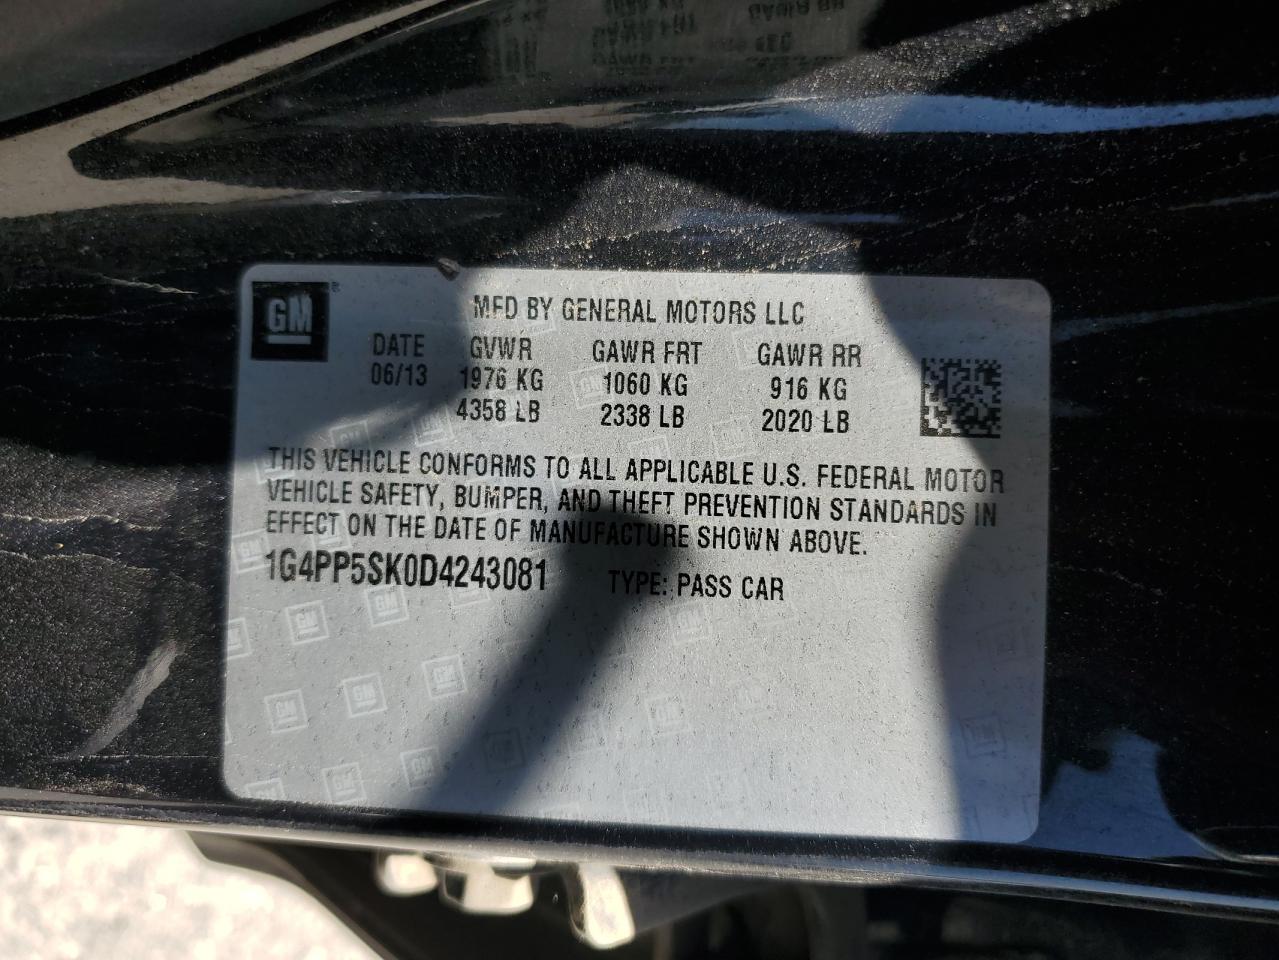 GM
MFD BY GENERAL MOTORS LLC
DATE GVWR GAWR FRT GAWR RR
06/13 1976 KG 1060 KG 916 KG
4358 LB 2338 LB 2020 LB
THIS VEHICLE CONFORMS TO ALL APPLICABLE U.S. FEDERAL MOTOR
VEHICLE SAFETY, BUMPER, AND THEFT PREVENTION STANDARDS IN
EFFECT ON THE DATE OF MANUFACTURE SHOWN ABOVE.
1G4PP5SK0D4243081 TYPE: PASS CAR